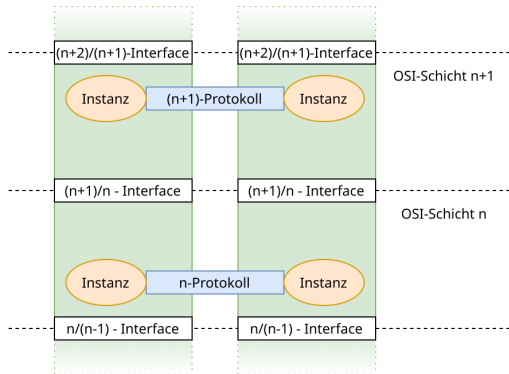 (n+2)/(n+1)-Interface (n+2)/(n+1)-Interface
OSI-Schicht n+1
Instanz (n+1)-Protokoll Instanz
(n+1)/n - Interface (n+1)/n - Interface
OSI-Schicht n
Instanz n-Protokoll Instanz
n/(n-1) - Interface n/(n-1) - Interface